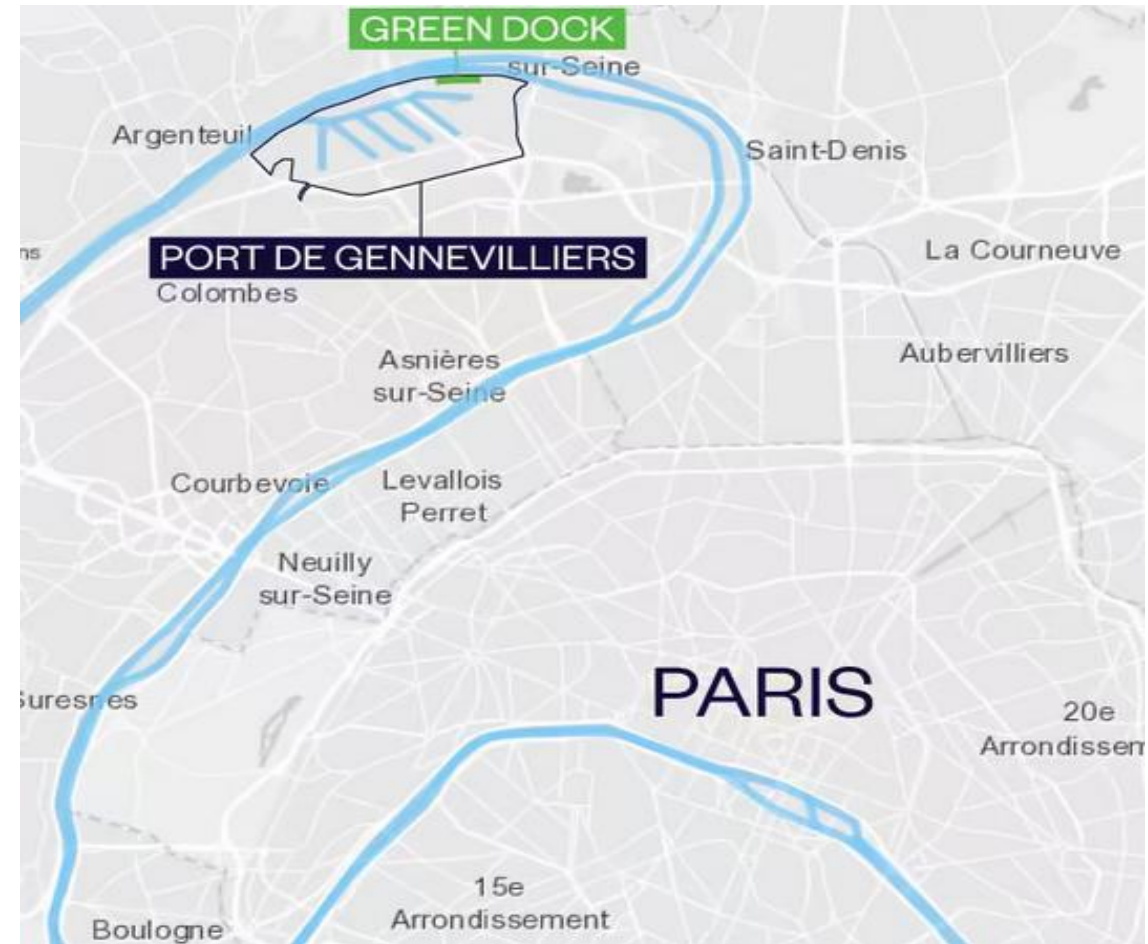 GREEN DOCK
sur-Seine
Argenteuil
Saint-Denis
PORT DE GENNEVILLIERS
La Courneuve
Colombes
Asnières
sur-Seine
Aubervilliers
Courbevoie
Levallois
Perret
Neuilly
sur-Seine
PARIS
Suresnes
20e
Arrondissem
15e
Arrondissement
Boulogne